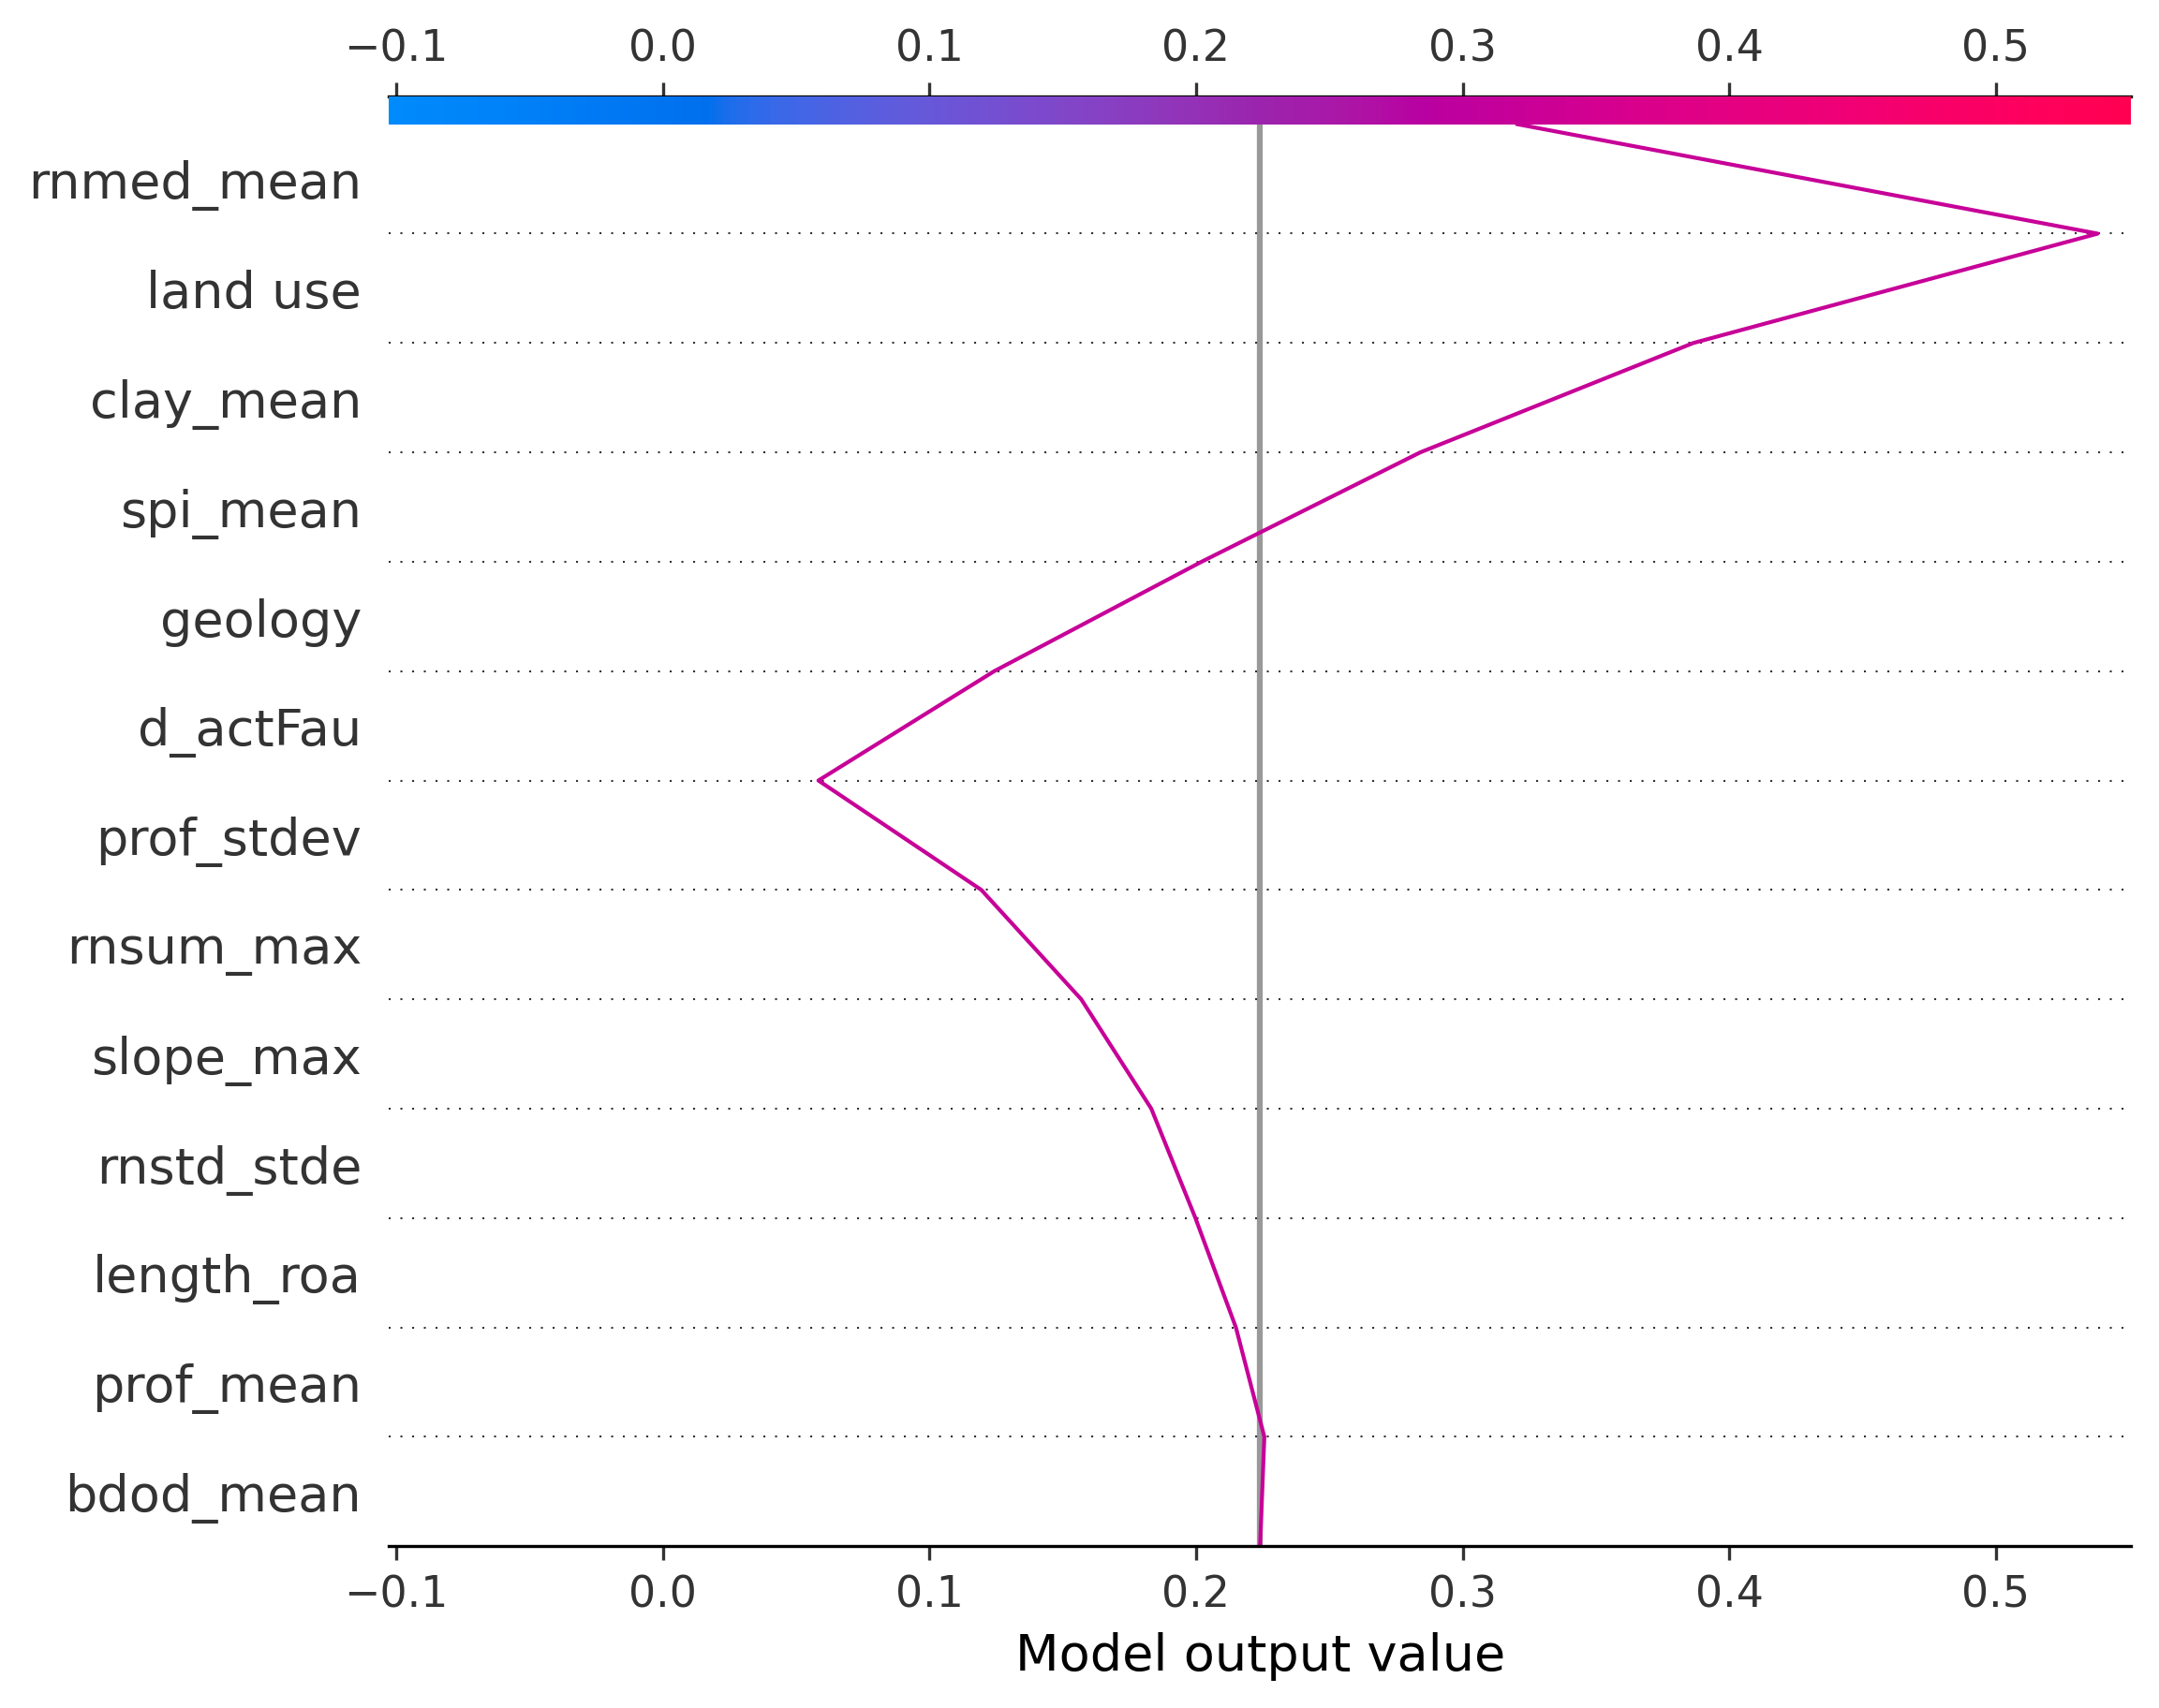 −0.1 0.0 0.1 0.2 0.3 0.4 0.5
rnmed_mean
land use
clay_mean
spi_mean
geology
d_actFau
prof_stdev
rnsum_max
slope_max
rnstd_stde
length_roa
prof_mean
bdod_mean
−0.1 0.0 0.1 0.2 0.3 0.4 0.5
Model output value